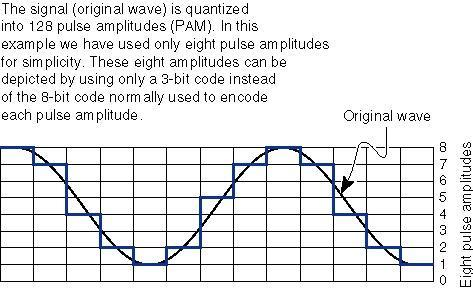 The signal (original wave) is quantized
into 128 pulse amplitudes (PAM). In this
example we have used only eight pulse amplitudes
for simplicity. These eight amplitudes can be
depicted by using only a 3-bit code instead
of the 8-bit code normally used to encode
each pulse amplitude.
Original wave
8
7
6
5
4
3
2
1
0
Eight pulse amplitudes